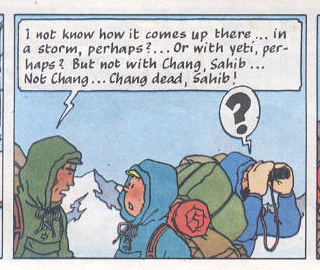 I not know how it comes up there... in
a storm, perhaps?... Or with yeti, per-
haps? But not with Chang, Sahib...
Not Chang... Chang dead, Sahib!
?